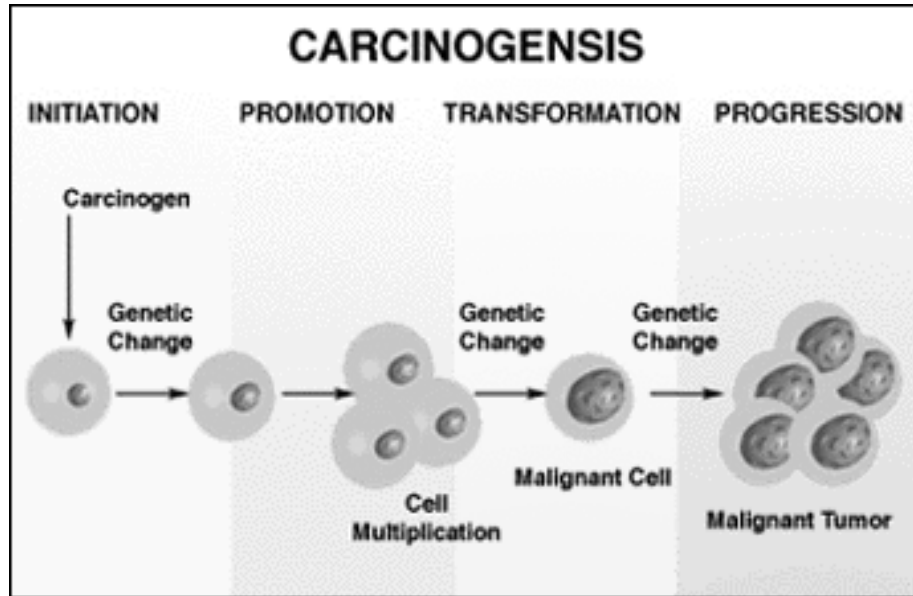 CARCINOGENSIS
INITIATION PROMOTION TRANSFORMATION PROGRESSION
Carcinogen
Genetic
Change
Genetic
Change
Genetic
Change
Cell
Multiplication
Malignant Cell
Malignant Tumor